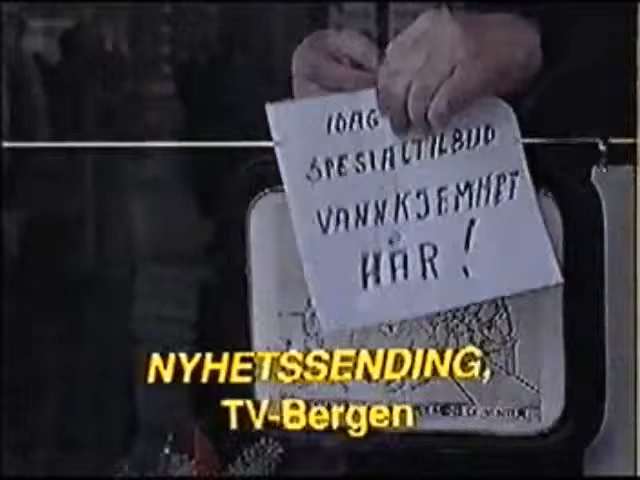 IDAG
SPESIALTILBUD
VANNKJEMMET
HÅR!
NYHETSSENDING,
TV-Bergen